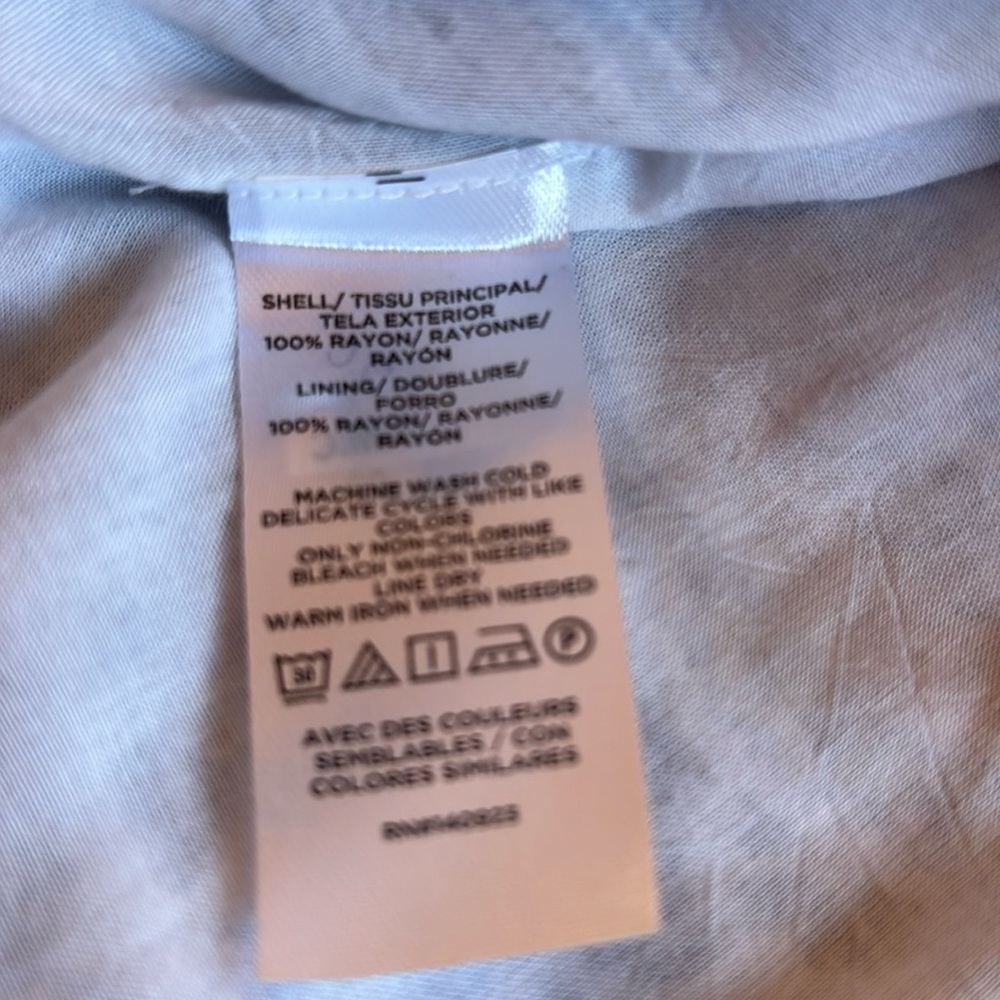 SHELL/ TISSU PRINCIPAL/
TELA EXTERIOR
100% RAYON/ RAYONNE/
RAYÓN
LINING/ DOUBLURE/
FORRO
100% RAYON/ RAYONNE/
RAYÓN
MACHINE WASH COLD
DELICATE CYCLE WITH LIKE
COLORS
ONLY NON-CHLORINE
BLEACH WHEN NEEDED
LINE DRY
WARM IRON WHEN NEEDED
30 P
AVEC DES COULEURS
SEMBLABLES / CON
COLORES SIMILARES